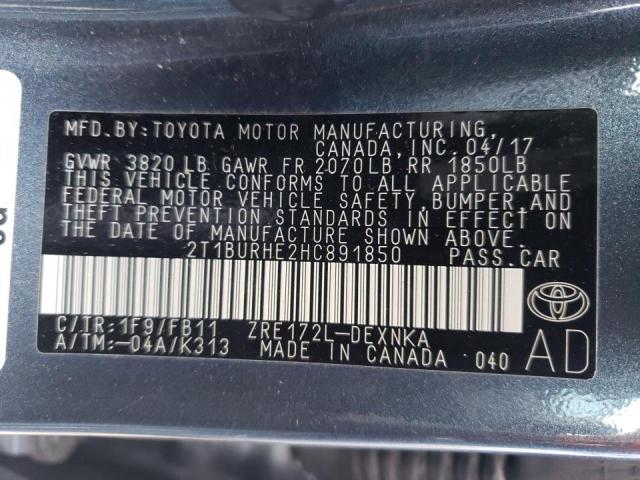 MFD. BY: TOYOTA MOTOR MANUFACTURING,
CANADA, INC. 04/17
GVWR 3820 LB GAWR FR 2070LB RR 1850LB
THIS VEHICLE CONFORMS TO ALL APPLICABLE
FEDERAL MOTOR VEHICLE SAFETY, BUMPER, AND
THEFT PREVENTION STANDARDS IN EFFECT ON
THE DATE OF MANUFACTURE SHOWN ABOVE.
2T1BURHE2HC891850 PASS.CAR
C/TR: 1F9/FB11 ZRE172L-DEXNKA
A/TM: -04A/K313 MADE IN CANADA 040
AD